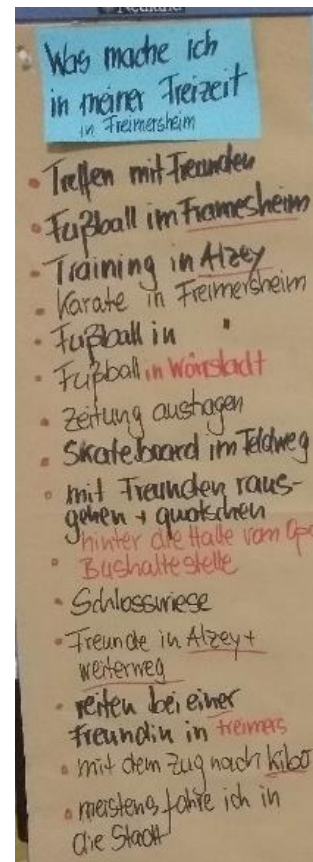 Was mache ich
in meiner Freizeit
in Freimersheim
• Treffen mit Freunden
• Fußball im Framesheim
• Training in Alzey
• Karate in Freimersheim
• Fußball in "
• Fußball in Wörrstadt
• Zeitung austragen
• Skateboard im Feldweg
• mit Freunden raus-
gehen + quatschen
hinter die Halle vom
• Bushaltestelle
• Schlosswiese
• Freunde in Alzey +
weiterweg
• reiten bei einer
Freundin in Freimers
• mit dem Zug nach Kibo
• meistens fahre ich in
die Stadt